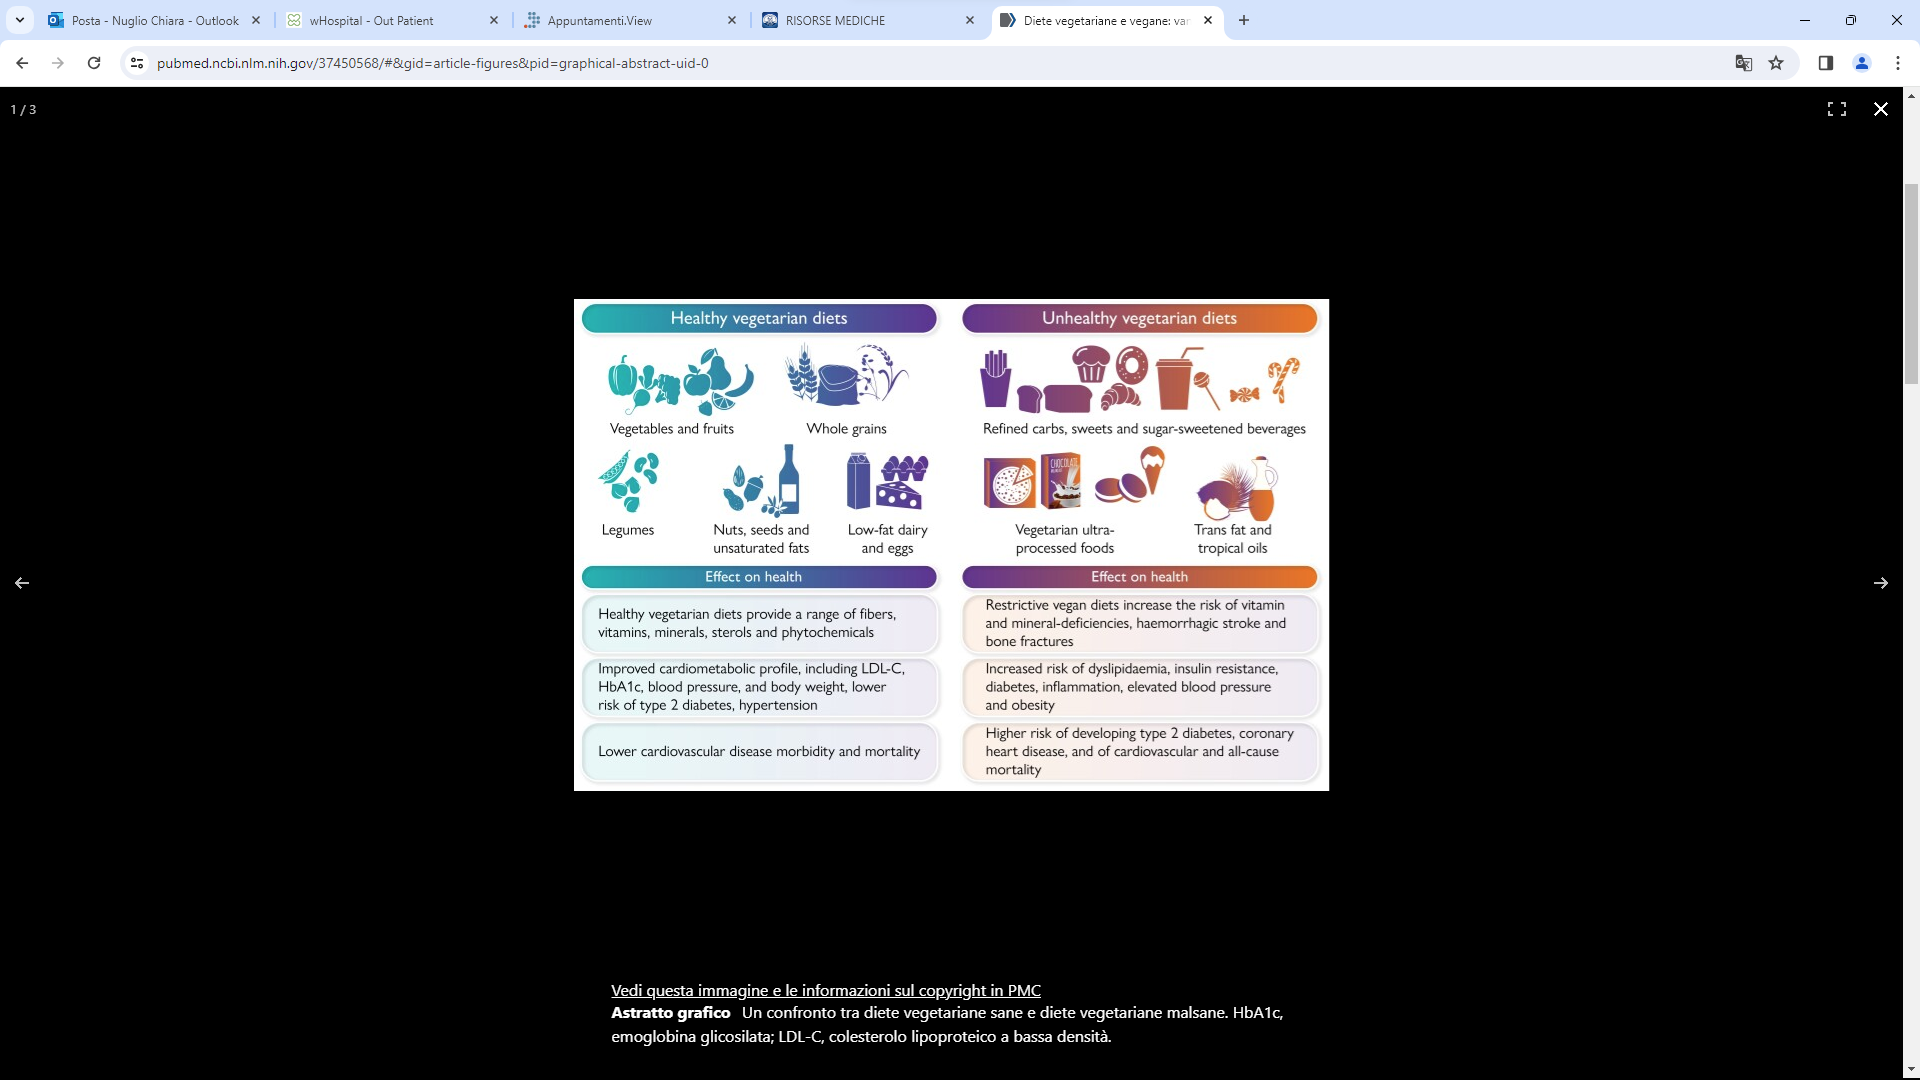 Posta - Nuglio Chiara - Outlook
wHospital - Out Patient
Appuntamenti.View
RISORSE MEDICHE
Diete vegetariane e vegane: var
pubmed.ncbi.nlm.nih.gov/37450568/#&gid=article-figures&pid=graphical-abstract-uid-0
1 / 3
Healthy vegetarian diets
Vegetables and fruits
Whole grains
Legumes
Nuts, seeds and
unsaturated fats
Low-fat dairy
and eggs
Effect on health
Healthy vegetarian diets provide a range of fibers,
vitamins, minerals, sterols and phytochemicals
Improved cardiometabolic profile, including LDL-C,
HbA1c, blood pressure, and body weight, lower
risk of type 2 diabetes, hypertension
Lower cardiovascular disease morbidity and mortality
Unhealthy vegetarian diets
Refined carbs, sweets and sugar-sweetened beverages
CHOCOLATE
Vegetarian ultra-
processed foods
Trans fat and
tropical oils
Effect on health
Restrictive vegan diets increase the risk of vitamin
and mineral-deficiencies, haemorrhagic stroke and
bone fractures
Increased risk of dyslipidaemia, insulin resistance,
diabetes, inflammation, elevated blood pressure
and obesity
Higher risk of developing type 2 diabetes, coronary
heart disease, and of cardiovascular and all-cause
mortality
Vedi questa immagine e le informazioni sul copyright in PMC
Astratto grafico Un confronto tra diete vegetariane sane e diete vegetariane malsane. HbA1c,
emoglobina glicosilata; LDL-C, colesterolo lipoproteico a bassa densità.